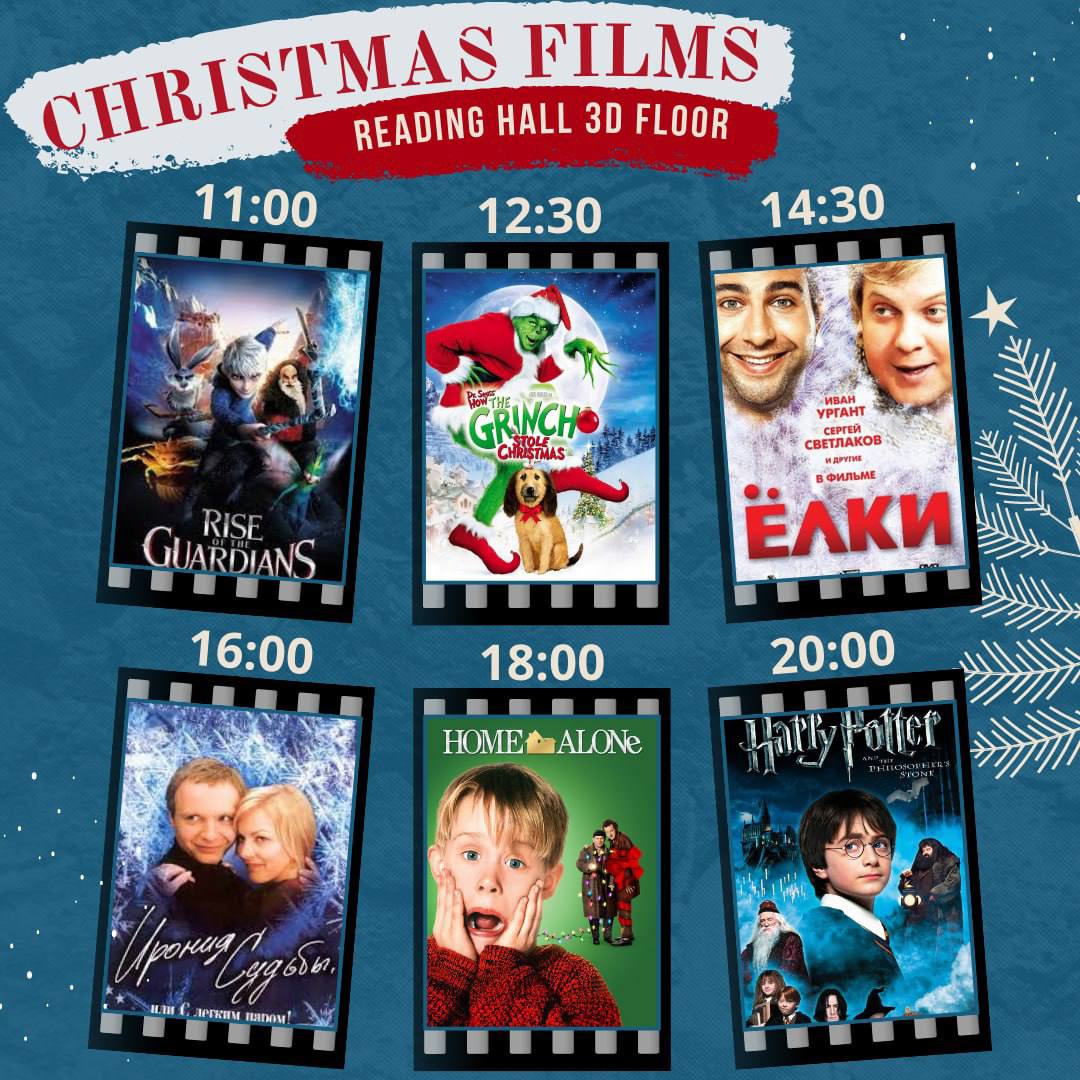 CHRISTMAS FILMS
READING HALL 3D FLOOR
11:00
12:30
14:30
RISE
OF THE
GUARDIANS
Dr. Seuss'
HOW THE
GRINCH
STOLE
CHRISTMAS
ИВАН
УРГАНТ
СЕРГЕЙ
СВЕТЛАКОВ
И ДРУГИЕ
В ФИЛЬМЕ
ЁЛКИ
16:00
18:00
20:00
Ирония Судьбы,
или С легким паром!
HOME ALONe
Harry Potter
AND THE
PHILOSOPHER'S
STONE